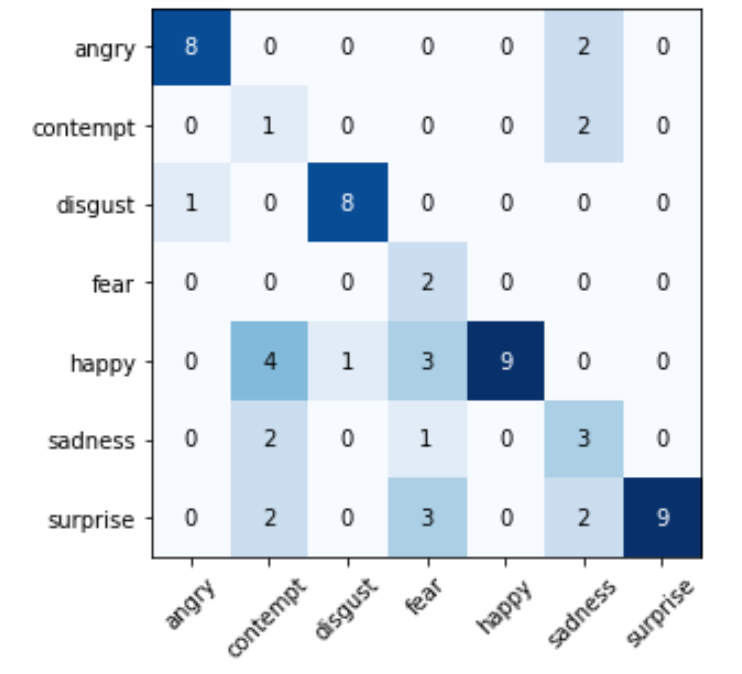 angry 8 0 0 0 0 2 0
contempt 0 1 0 0 0 2 0
disgust 1 0 8 0 0 0 0
fear 0 0 0 2 0 0 0
happy 0 4 1 3 9 0 0
sadness 0 2 0 1 0 3 0
surprise 0 2 0 3 0 2 9
angry contempt disgust fear happy sadness surprise